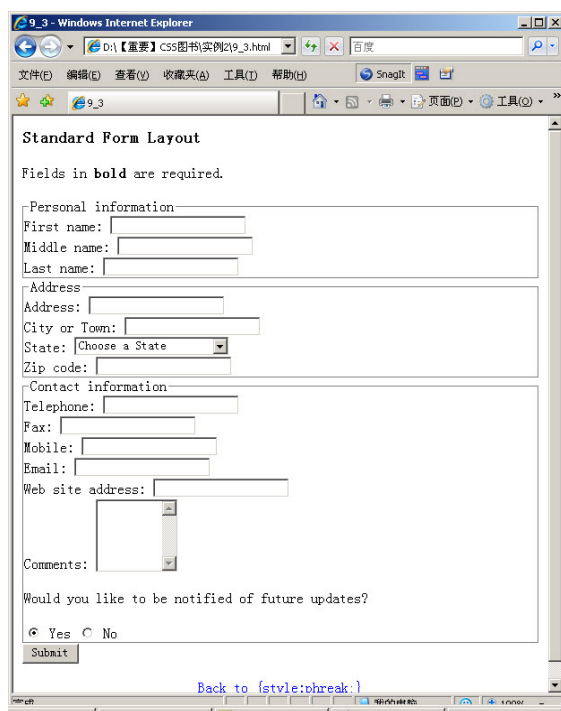 9_3 - Windows Internet Explorer
D:\【重要】CSS图书\实例2\9_3.html
百度
文件(F) 编辑(E) 查看(V) 收藏夹(A) 工具(T) 帮助(H) SnagIt
9_3 页面(P) 工具(O) »
Standard Form Layout
Fields in bold are required.
Personal information
First name:
Middle name:
Last name:
Address
Address:
City or Town:
State: Choose a State
Zip code:
Contact information
Telephone:
Fax:
Mobile:
Email:
Web site address:
Comments:
Would you like to be notified of future updates?
Yes No
Submit
Back to {style:phreak;}